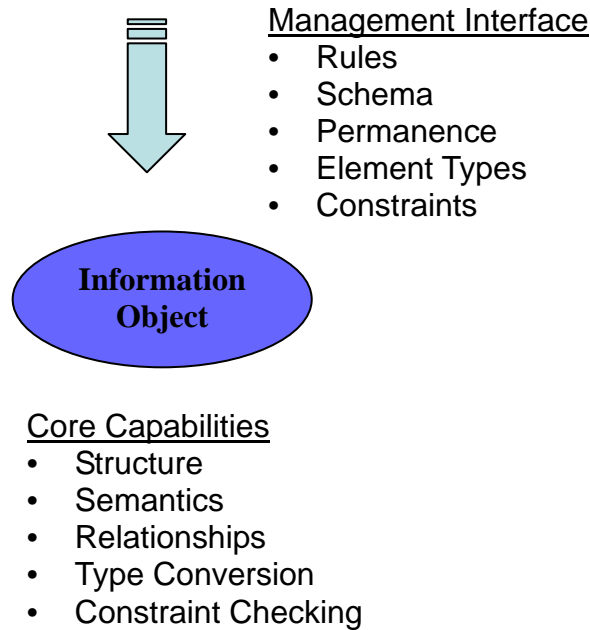 Management Interface
• Rules
• Schema
• Permanence
• Element Types
• Constraints
Information
Object
Core Capabilities
• Structure
• Semantics
• Relationships
• Type Conversion
• Constraint Checking